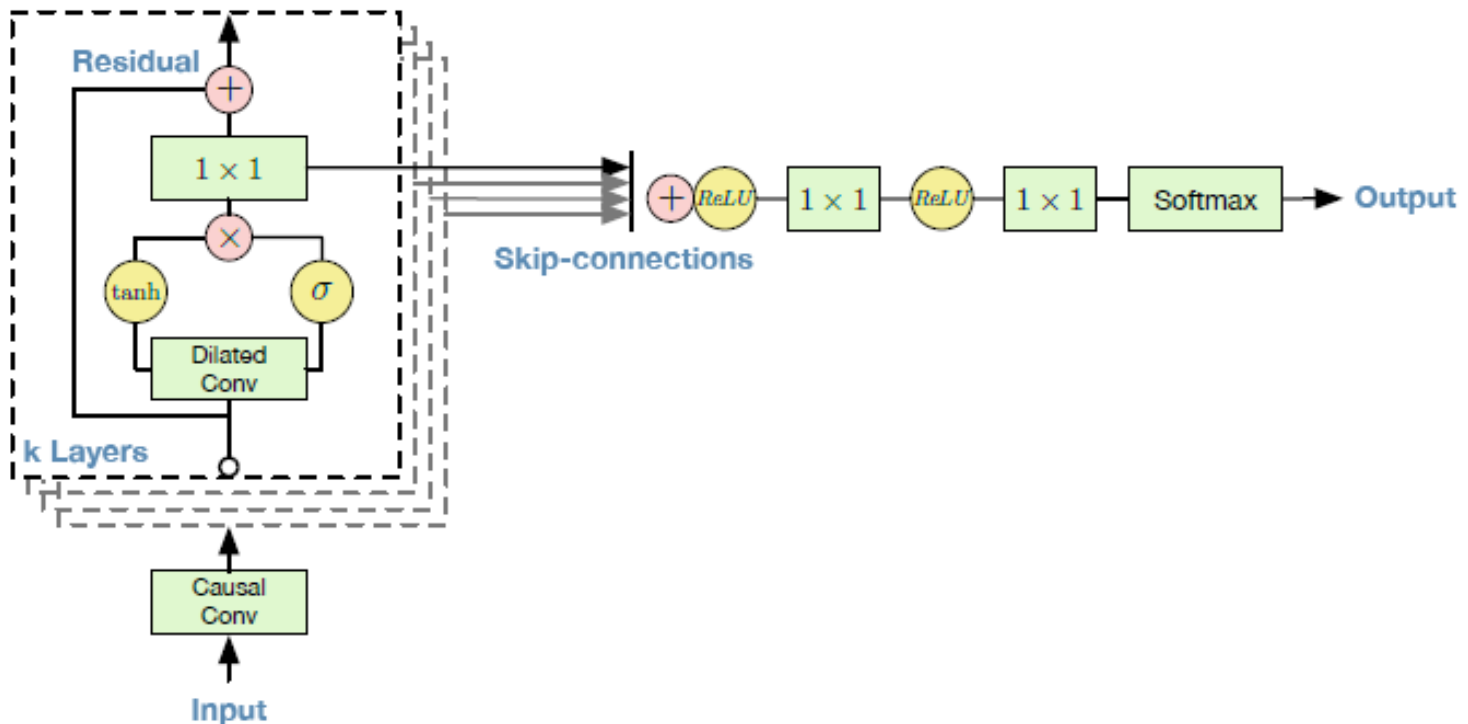 Residual
+
1 × 1
×
tanh
σ
Dilated
Conv
k Layers
Causal
Conv
Input
Skip-connections
+
ReLU
1 × 1
ReLU
1 × 1
Softmax
Output